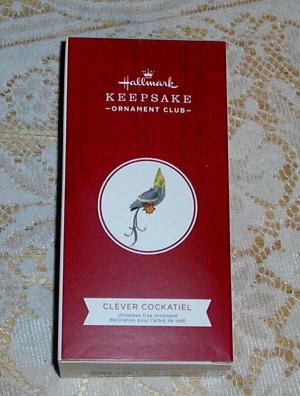 Hallmark
KEEPSAKE
—ORNAMENT CLUB—
CLEVER COCKATIEL
christmas tree ornament
décoration pour l'arbre de noël